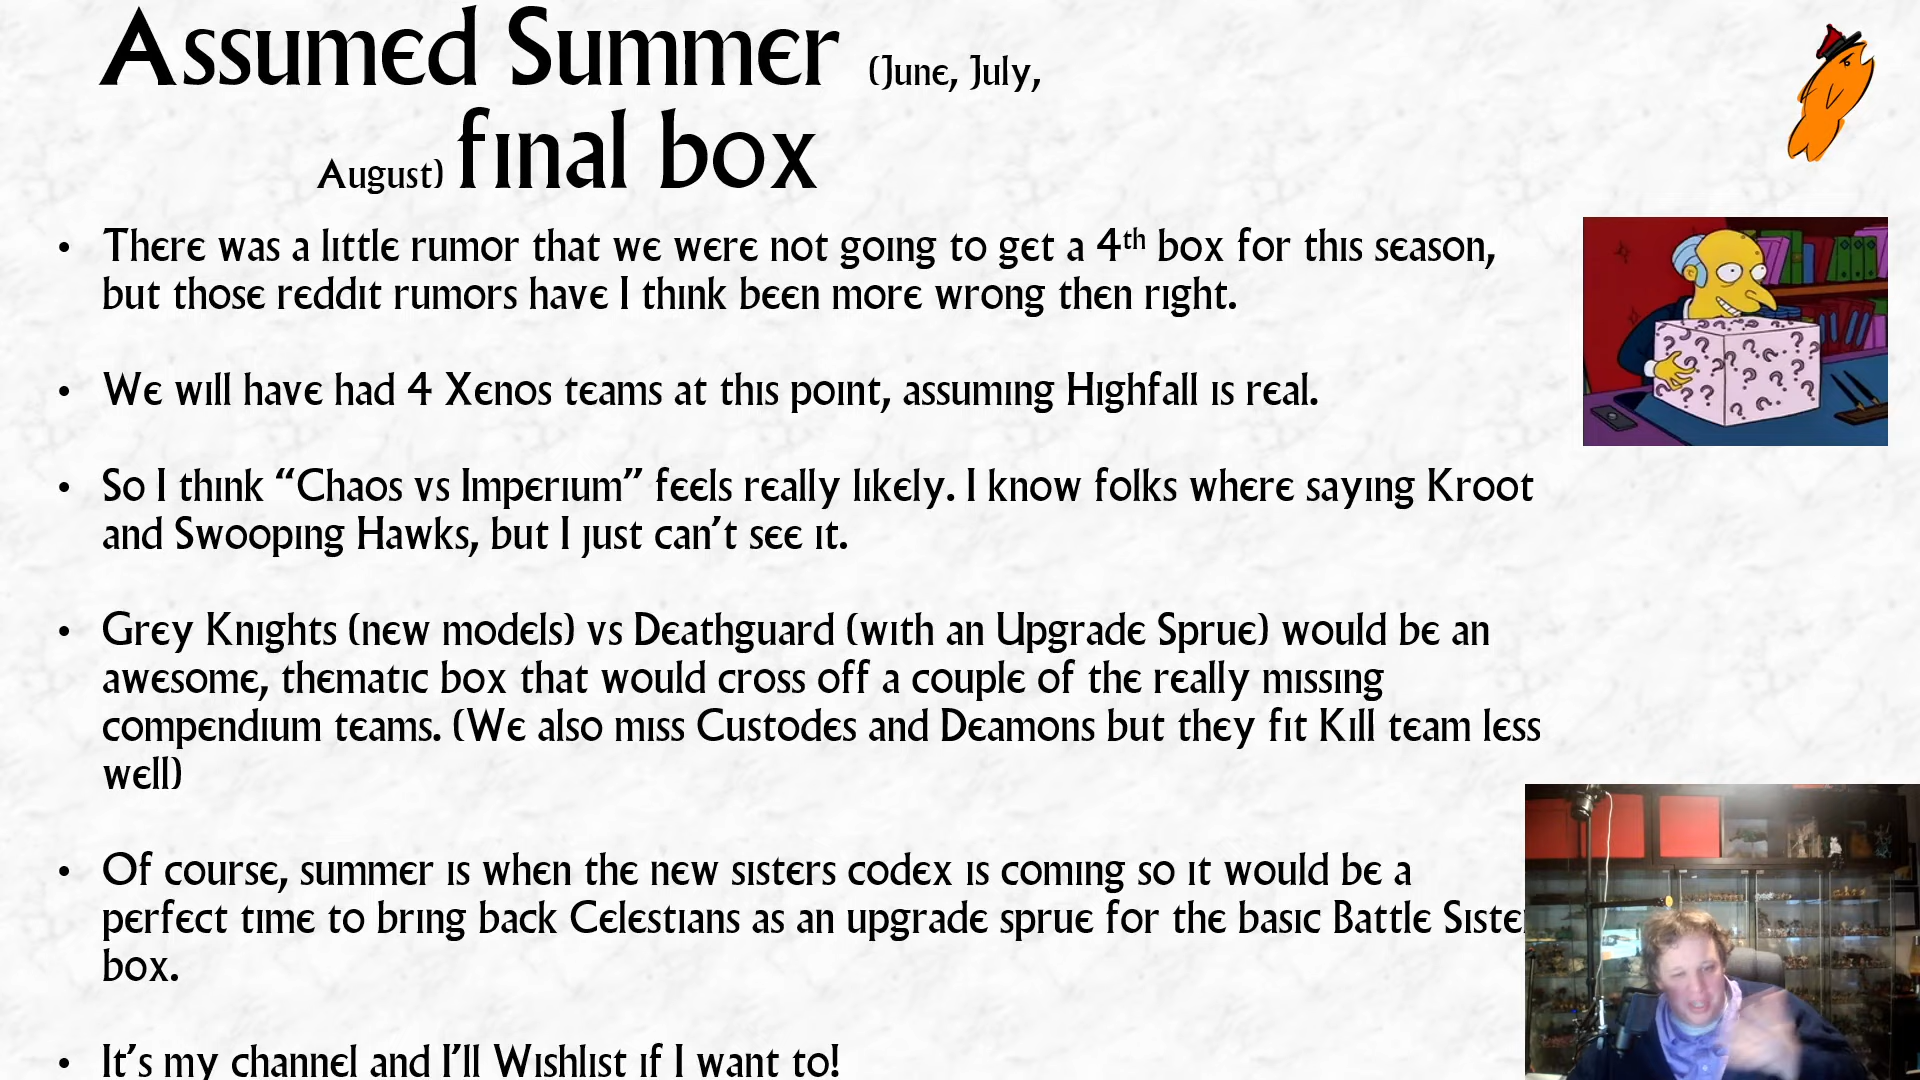 Assumed Summer (June, July,
August) final box
• There was a little rumor that we were not going to get a 4th box for this season,
but those reddit rumors have I think been more wrong then right.
• We will have had 4 Xenos teams at this point, assuming Highfall is real.
• So I think “Chaos vs Imperium” feels really likely. I know folks where saying Kroot
and Swooping Hawks, but I just can’t see it.
• Grey Knights (new models) vs Deathguard (with an Upgrade Sprue) would be an
awesome, thematic box that would cross off a couple of the really missing
compendium teams. (We also miss Custodes and Deamons but they fit Kill team less
well)
• Of course, summer is when the new sisters codex is coming so it would be a
perfect time to bring back Celestians as an upgrade sprue for the basic Battle Sister
box.
• It’s my channel and I’ll Wishlist if I want to!